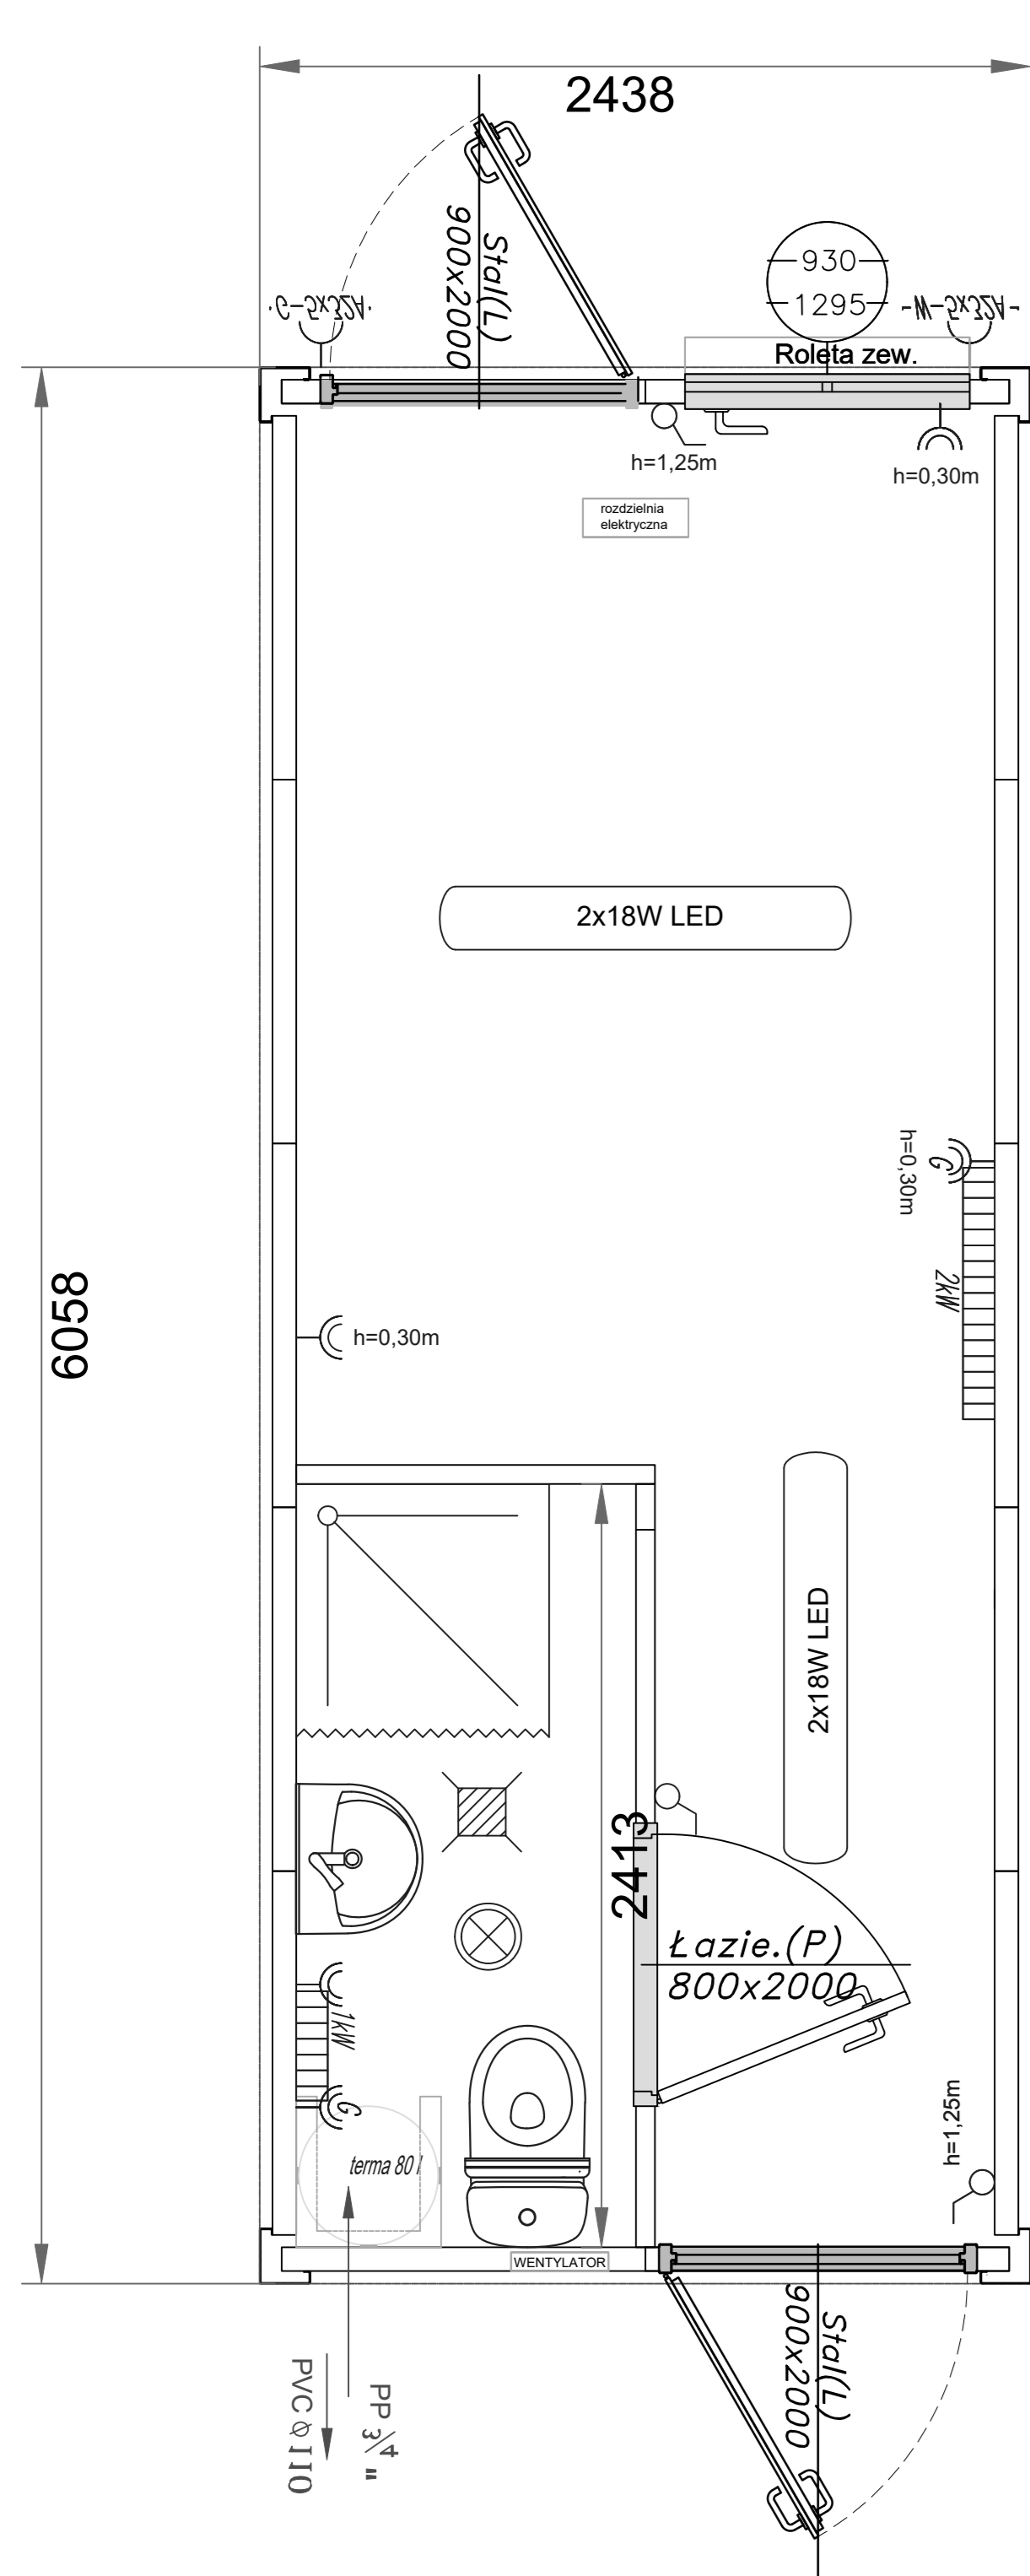 2438
Stal(L)
900x2000
930
1295
G-5x32A
-W-5x32A-
Roleta zew.
h=1,25m
h=0,30m
rozdzielnia
elektryczna
2x18W LED
h=0,30m
G
2kW
6058
h=0,30m
2x18W LED
2413
Łazie.(P)
800x2000
1kW
G
terma 80 l
h=1,25m
WENTYLATOR
Stal(L)
900x2000
PP 3/4 "
PVC ϕ110